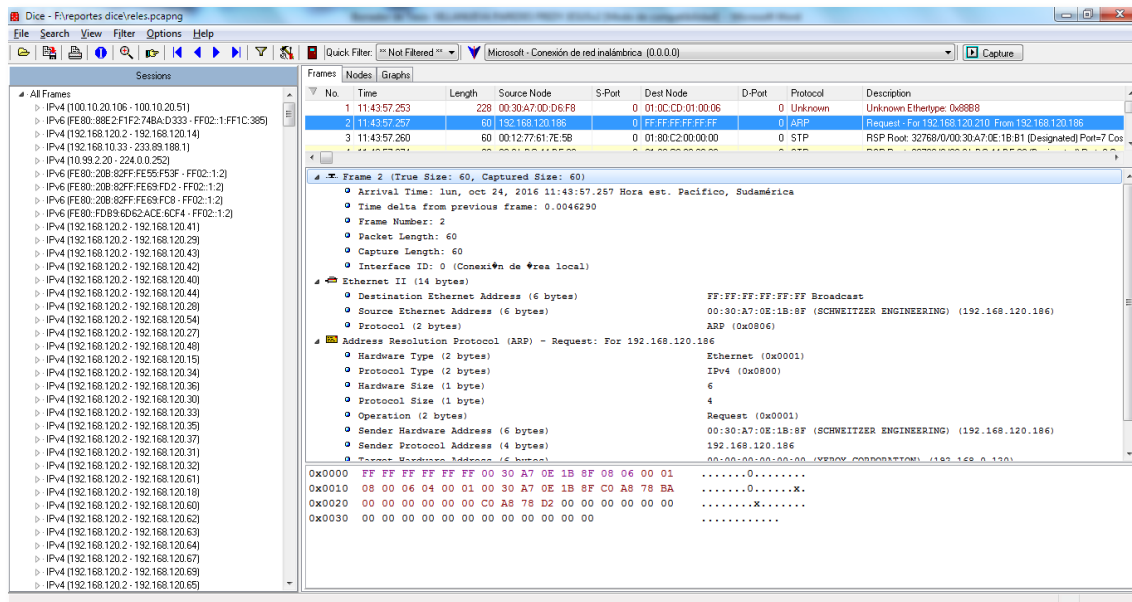 Dice - F:\reportes dice\reles.pcapng
File Search View Filter Options Help
Quick Filter: ** Not Filtered ** Microsoft - Conexión de red inalámbrica (0.0.0.0) Capture
Sessions
All Frames
IPv4 (100.10.20.106 - 100.10.20.51)
IPv6 (FE80::88E2:F1F2:74BA:D333 - FF02::1:FF1C:385)
IPv4 (192.168.120.2 - 192.168.120.14)
IPv4 (192.168.10.33 - 233.89.188.1)
IPv4 (10.99.2.20 - 224.0.0.252)
IPv6 (FE80::20B:82FF:FE55:F53F - FF02::1:2)
IPv6 (FE80::20B:82FF:FE69:FD2 - FF02::1:2)
IPv6 (FE80::20B:82FF:FE69:FC8 - FF02::1:2)
IPv6 (FE80::FDB9:6D62:ACE:6CF4 - FF02::1:2)
IPv4 (192.168.120.2 - 192.168.120.41)
IPv4 (192.168.120.2 - 192.168.120.29)
IPv4 (192.168.120.2 - 192.168.120.43)
IPv4 (192.168.120.2 - 192.168.120.42)
IPv4 (192.168.120.2 - 192.168.120.40)
IPv4 (192.168.120.2 - 192.168.120.44)
IPv4 (192.168.120.2 - 192.168.120.28)
IPv4 (192.168.120.2 - 192.168.120.54)
IPv4 (192.168.120.2 - 192.168.120.27)
IPv4 (192.168.120.2 - 192.168.120.48)
IPv4 (192.168.120.2 - 192.168.120.15)
IPv4 (192.168.120.2 - 192.168.120.34)
IPv4 (192.168.120.2 - 192.168.120.36)
IPv4 (192.168.120.2 - 192.168.120.30)
IPv4 (192.168.120.2 - 192.168.120.33)
IPv4 (192.168.120.2 - 192.168.120.35)
IPv4 (192.168.120.2 - 192.168.120.37)
IPv4 (192.168.120.2 - 192.168.120.31)
IPv4 (192.168.120.2 - 192.168.120.32)
IPv4 (192.168.120.2 - 192.168.120.61)
IPv4 (192.168.120.2 - 192.168.120.18)
IPv4 (192.168.120.2 - 192.168.120.60)
IPv4 (192.168.120.2 - 192.168.120.62)
IPv4 (192.168.120.2 - 192.168.120.63)
IPv4 (192.168.120.2 - 192.168.120.64)
IPv4 (192.168.120.2 - 192.168.120.67)
IPv4 (192.168.120.2 - 192.168.120.69)
IPv4 (192.168.120.2 - 192.168.120.65)
Frames Nodes Graphs
No. Time Length Source Node S-Port Dest Node D-Port Protocol Description
1 11:43:57.253 228 00:30:A7:0D:D6:F8 0 01:0C:CD:01:00:06 0 Unknown Unknown Ethertype: 0x88B8
2 11:43:57.257 60 192.168.120.186 0 FF:FF:FF:FF:FF:FF 0 ARP Request - For 192.168.120.210 From 192.168.120.186
3 11:43:57.260 60 00:12:77:61:7E:5B 0 01:80:C2:00:00:00 0 STP RSP Root: 32768/0/00:30:A7:0E:1B:B1 (Designated) Port=7 Cos
Frame 2 (True Size: 60, Captured Size: 60)
Arrival Time: lun, oct 24, 2016 11:43:57.257 Hora est. Pacífico, Sudamérica
Time delta from previous frame: 0.0046290
Frame Number: 2
Packet Length: 60
Capture Length: 60
Interface ID: 0 (Conexi�n de �rea local)
Ethernet II (14 bytes)
Destination Ethernet Address (6 bytes) FF:FF:FF:FF:FF:FF Broadcast
Source Ethernet Address (6 bytes) 00:30:A7:0E:1B:8F (SCHWEITZER ENGINEERING) (192.168.120.186)
Protocol (2 bytes) ARP (0x0806)
Address Resolution Protocol (ARP) - Request: For 192.168.120.186
Hardware Type (2 bytes) Ethernet (0x0001)
Protocol Type (2 bytes) IPv4 (0x0800)
Hardware Size (1 byte) 6
Protocol Size (1 byte) 4
Operation (2 bytes) Request (0x0001)
Sender Hardware Address (6 bytes) 00:30:A7:0E:1B:8F (SCHWEITZER ENGINEERING) (192.168.120.186)
Sender Protocol Address (4 bytes) 192.168.120.186
Target Hardware Address (6 bytes) 00:00:00:00:00:00 (XEROX CORPORATION) (192.168.0.120)
0x0000 FF FF FF FF FF FF 00 30 A7 0E 1B 8F 08 06 00 01 .......0........
0x0010 08 00 06 04 00 01 00 30 A7 0E 1B 8F C0 A8 78 BA .......0......x.
0x0020 00 00 00 00 00 00 C0 A8 78 D2 00 00 00 00 00 00 ........x.......
0x0030 00 00 00 00 00 00 00 00 00 00 00 00 ............